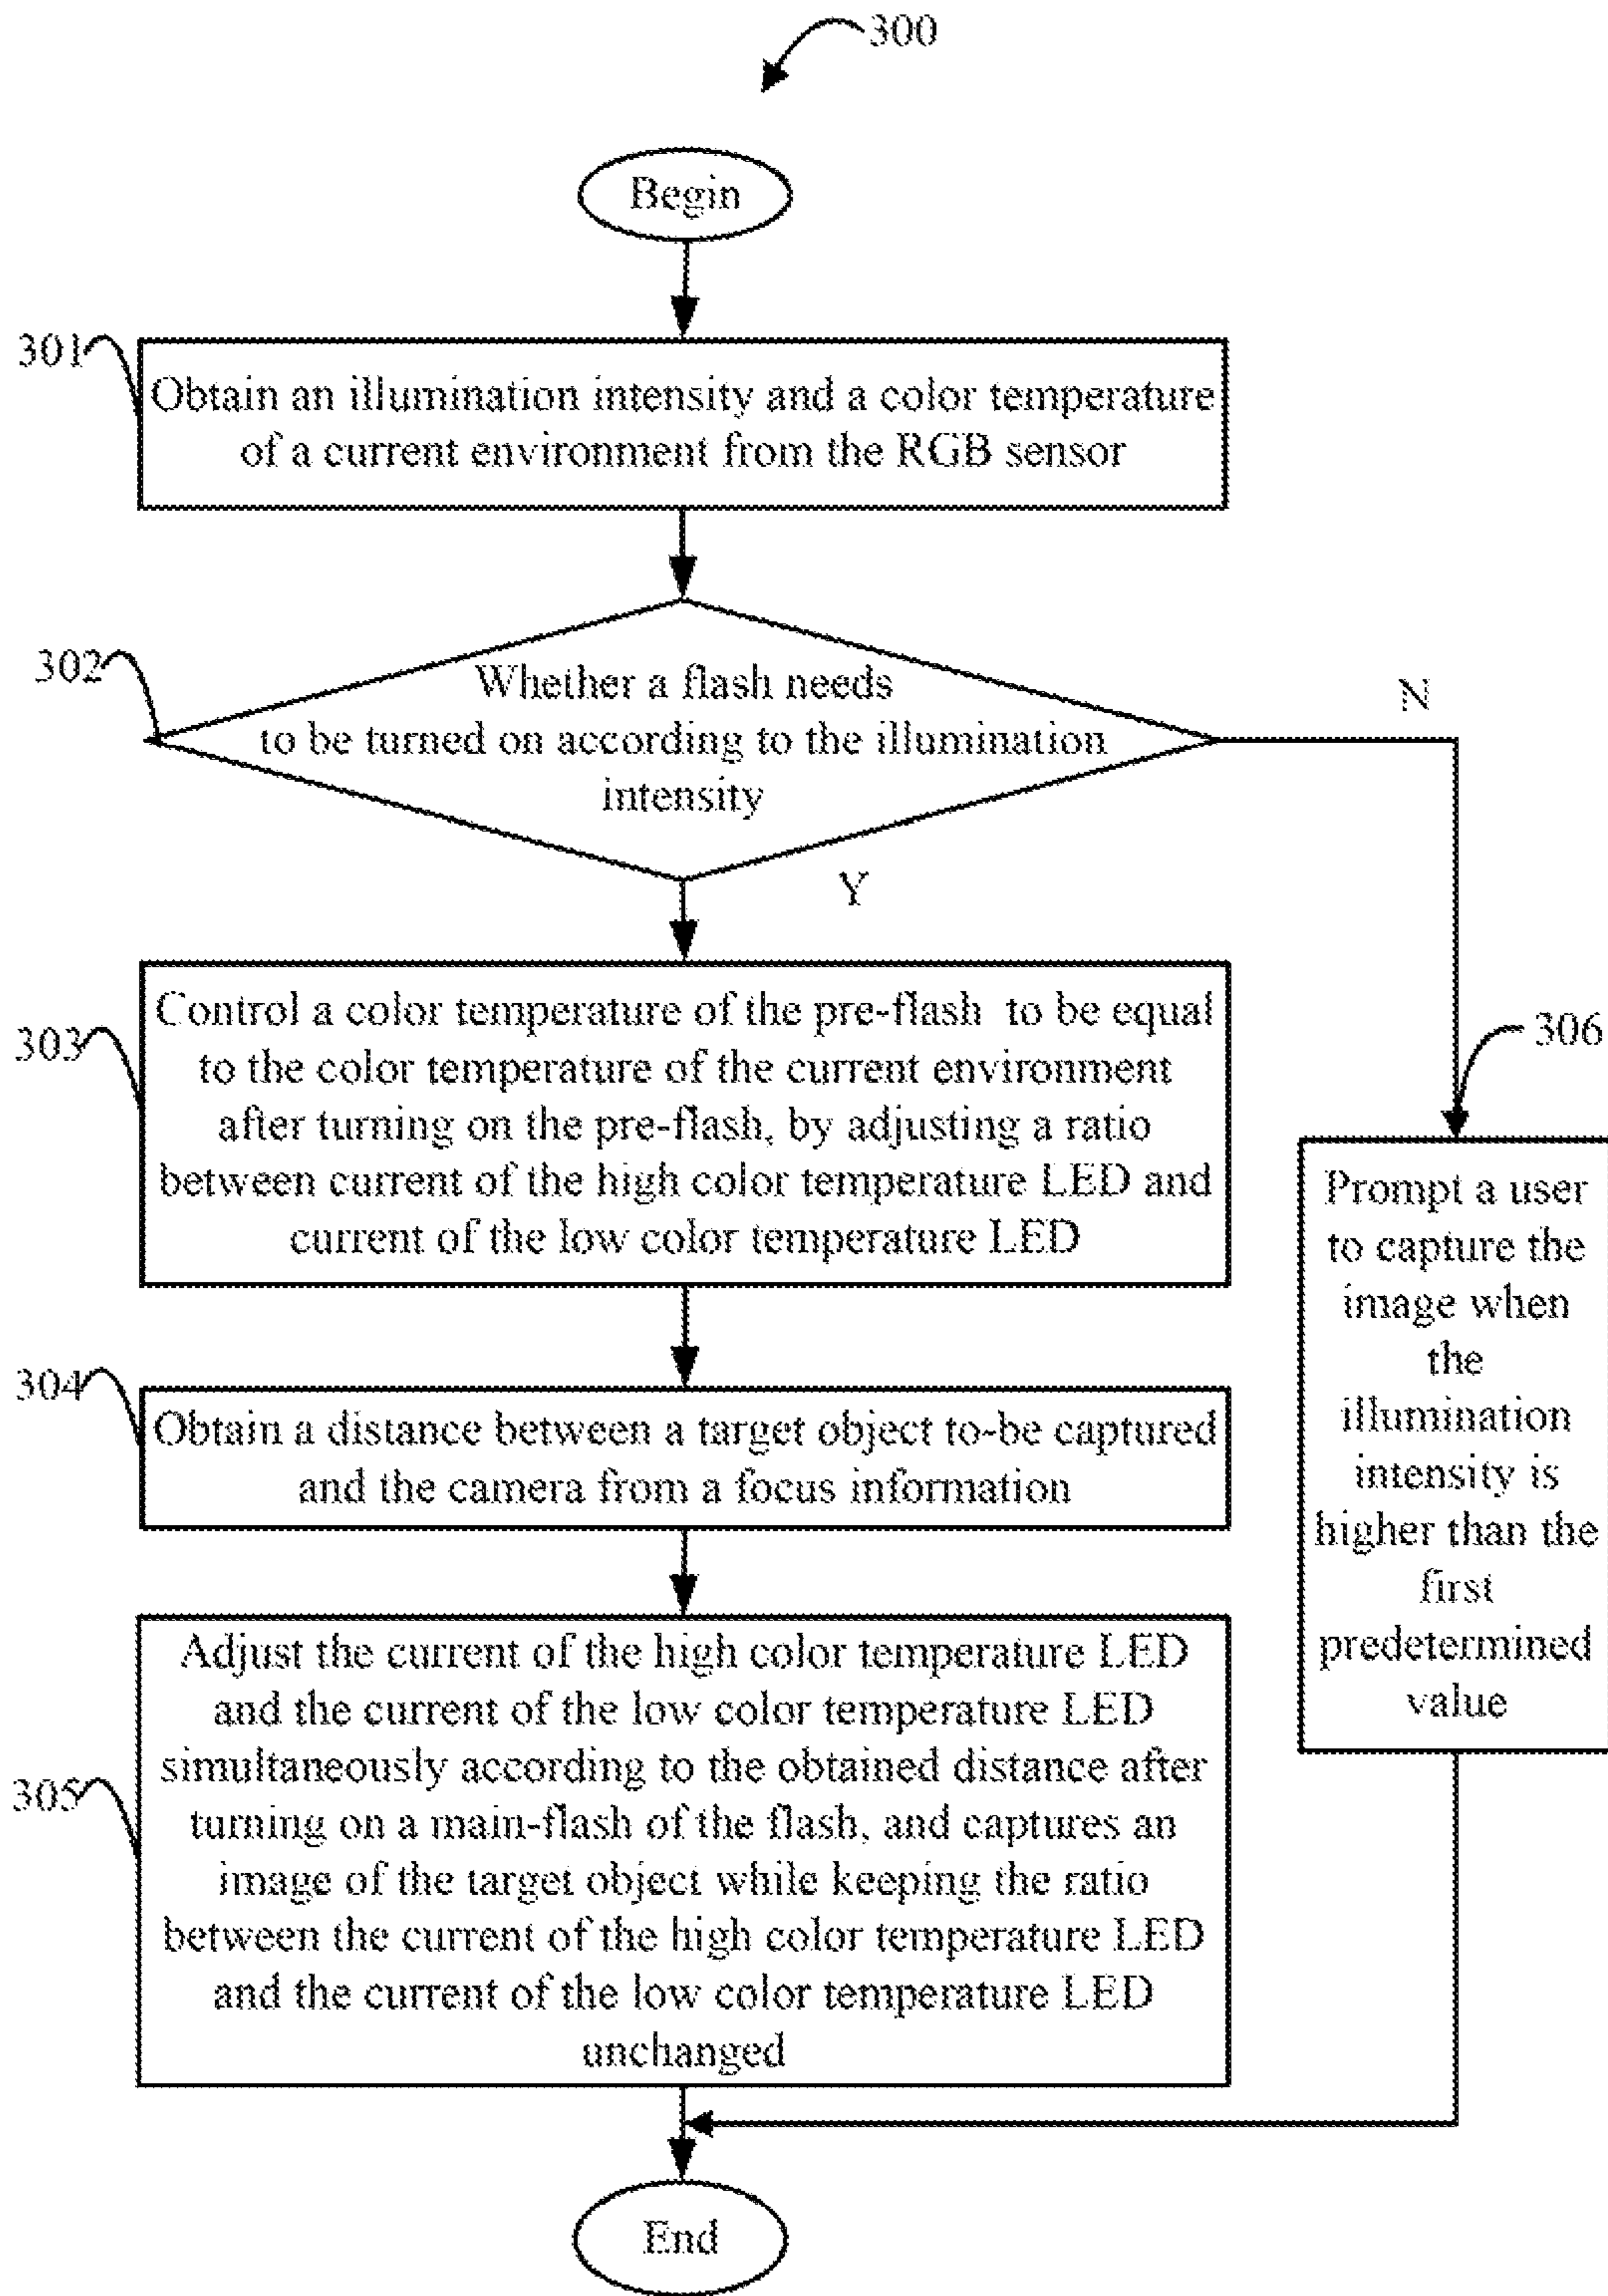 300
Begin
301
Obtain an illumination intensity and a color temperature
of a current environment from the RGB sensor
302
Whether a flash needs
to be turned on according to the illumination
intensity
N
Y
303
Control a color temperature of the pre-flash to be equal
to the color temperature of the current environment
after turning on the pre-flash, by adjusting a ratio
between current of the high color temperature LED and
current of the low color temperature LED
306
Prompt a user
to capture the
image when
the
illumination
intensity is
higher than the
first
predetermined
value
304
Obtain a distance between a target object to-be captured
and the camera from a focus information
305
Adjust the current of the high color temperature LED
and the current of the low color temperature LED
simultaneously according to the obtained distance after
turning on a main-flash of the flash, and captures an
image of the target object while keeping the ratio
between the current of the high color temperature LED
and the current of the low color temperature LED
unchanged
End